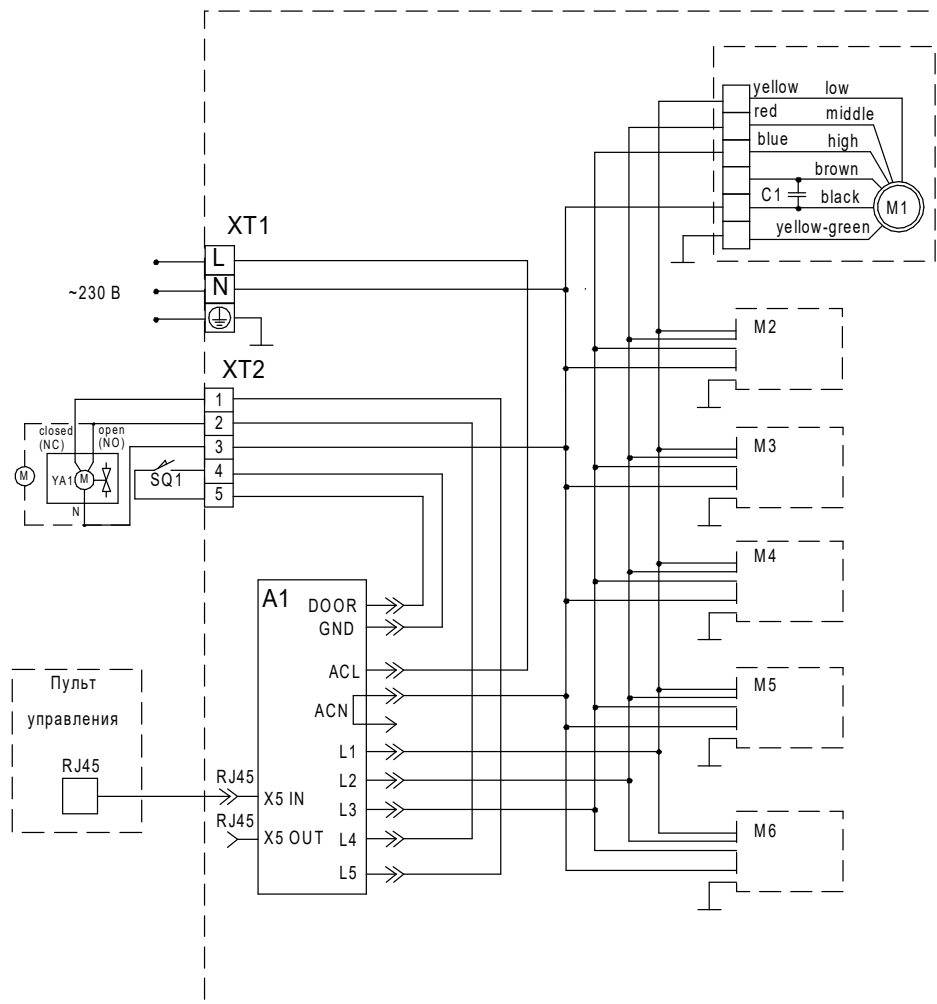 yellow low
red middle
blue high
brown
C1 black
M1
yellow-green
XT1
L
N
~230 В
M2
XT2
1
2
3
4
5
closed
(NC)
open
(NO)
M
YA1 M
N
SQ1
M3
M4
A1
DOOR
GND
ACL
ACN
L1
L2
L3
L4
L5
M5
Пульт
управления
RJ45
RJ45
X5 IN
RJ45
X5 OUT
M6